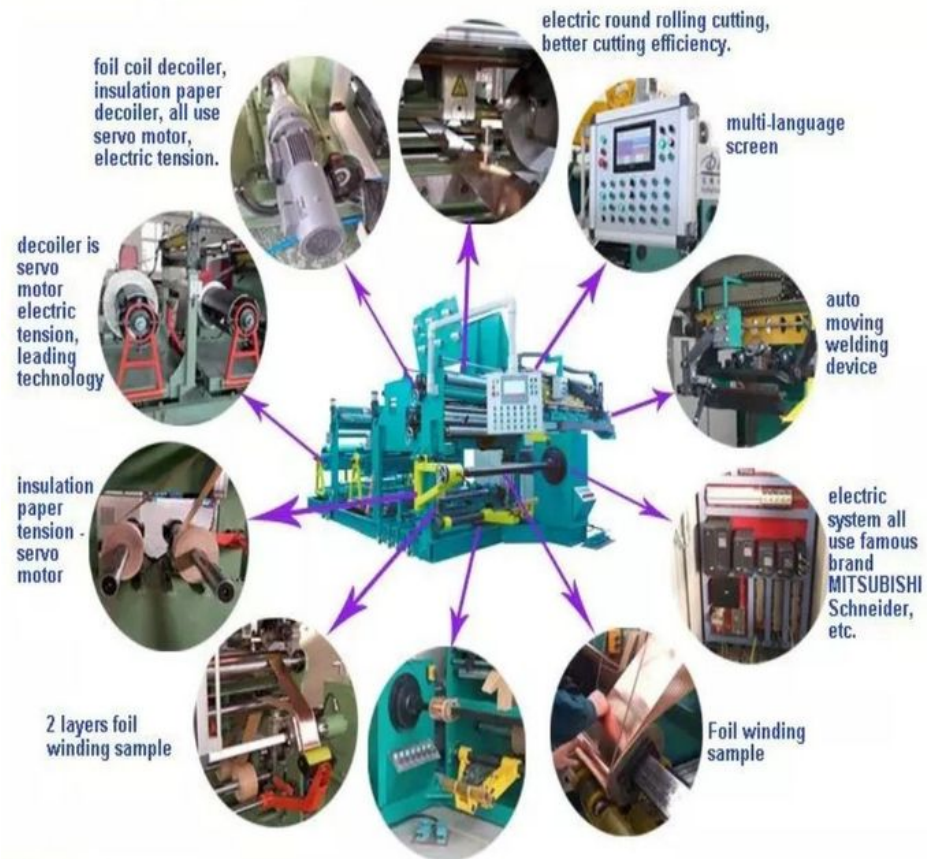 electric round rolling cutting,
better cutting efficiency.
foil coil decoiler,
insulation paper
decoiler, all use
servo motor,
electric tension.
multi-language
screen
decoiler is
servo
motor
electric
tension,
leading
technology
auto
moving
welding
device
insulation
paper
tension -
servo
motor
electric
system all
use famous
brand
MITSUBISHI
Schneider,
etc.
2 layers foil
winding sample
Foil winding
sample